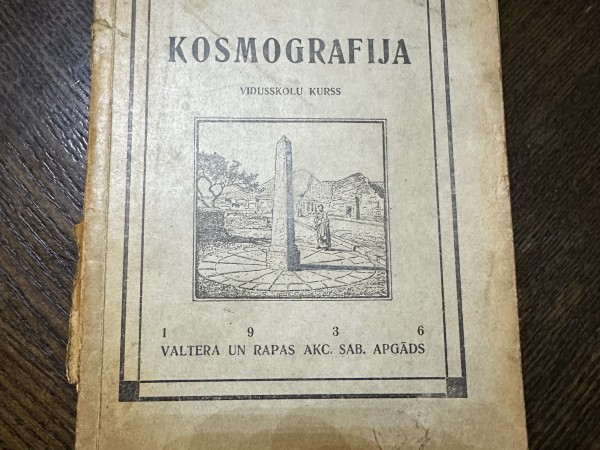 KOSMOGRAFIJA
VIDUSSKOLU KURSS
1 9 3 6
VALTERA UN RAPAS AKC. SAB. APGĀDS